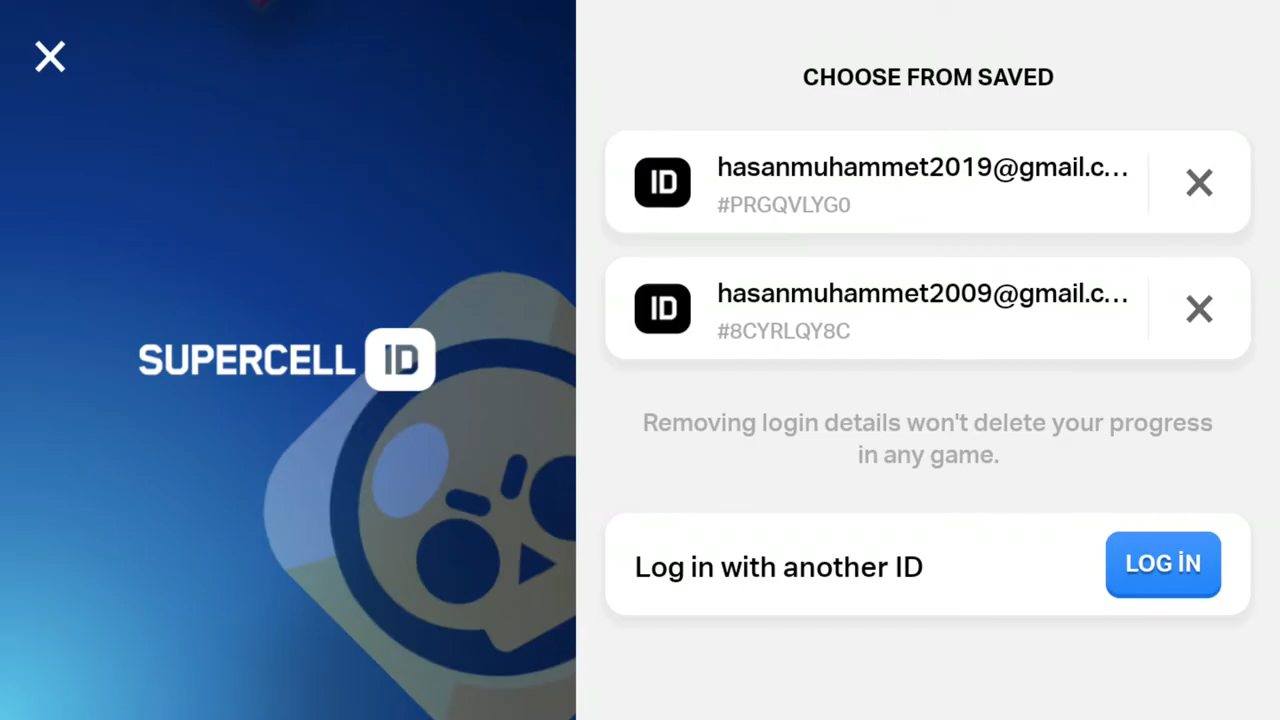 CHOOSE FROM SAVED
ID
hasanmuhammet2019@gmail.c...
#PRGQVLYG0
ID
hasanmuhammet2009@gmail.c...
#8CYRLQY8C
SUPERCELL ID
Removing login details won't delete your progress
in any game.
Log in with another ID
LOG İN